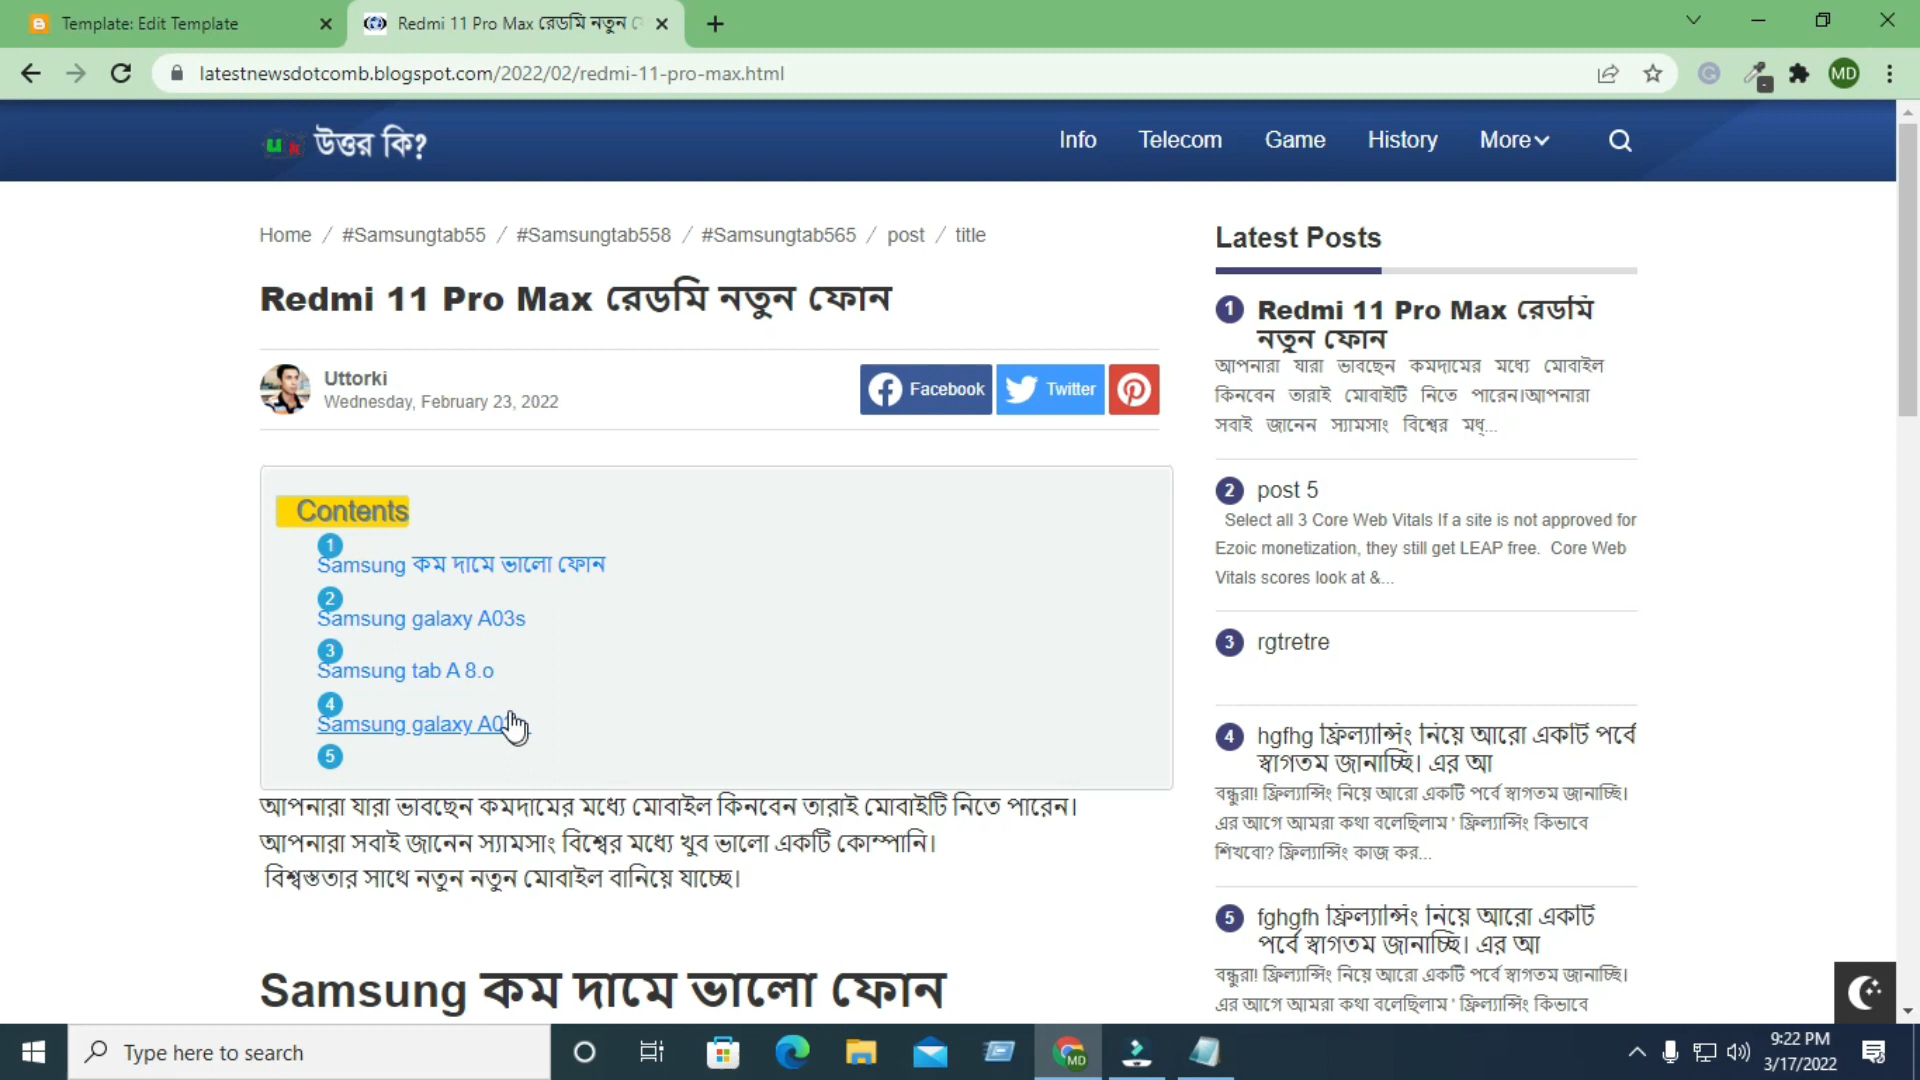 Template: Edit Template
Redmi 11 Pro Max রেডমি নতুন
latestnewsdotcomb.blogspot.com/2022/02/redmi-11-pro-max.html
MD
উত্তর কি?
Info Telecom Game History More
Home / #Samsungtab55 / #Samsungtab558 / #Samsungtab565 / post / title
Redmi 11 Pro Max রেডমি নতুন ফোন
Uttorki
Wednesday, February 23, 2022
Facebook Twitter
Contents
1
Samsung কম দামে ভালো ফোন
2
Samsung galaxy A03s
3
Samsung tab A 8.o
4
Samsung galaxy
5
আপনারা যারা ভাবছেন কমদামের মধ্যে মোবাইল কিনবেন তারাই মোবাইটি নিতে পারেন।
আপনারা সবাই জানেন স্যামসাং বিশ্বের মধ্যে খুব ভালো একটি কোম্পানি।
বিশ্বস্ততার সাথে নতুন নতুন মোবাইল বানিয়ে যাচ্ছে।
Samsung কম দামে ভালো ফোন
Latest Posts
1 Redmi 11 Pro Max রেডমি
নতুন ফোন
আপনারা যারা ভাবছেন কমদামের মধ্যে মোবাইল
কিনবেন তারাই মোবাইটি নিতে পারেন।আপনারা
সবাই জানেন স্যামসাং বিশ্বের মধ্...
2 post 5
Select all 3 Core Web Vitals If a site is not approved for
Ezoic monetization, they still get LEAP free. Core Web
Vitals scores look at &...
3 rgtretre
4 hgfhg ফ্রিল্যান্সিং নিয়ে আরো একটি পর্বে
স্বাগতম জানাচ্ছি। এর আ
বন্ধুরা! ফ্রিল্যান্সিং নিয়ে আরো একটি পর্বে স্বাগতম জানাচ্ছি।
এর আগে আমরা কথা বলেছিলাম ' ফ্রিল্যান্সিং কিভাবে
শিখবো? ফ্রিল্যান্সিং কাজ কর...
5 fghgfh ফ্রিল্যান্সিং নিয়ে আরো একটি
পর্বে স্বাগতম জানাচ্ছি। এর আ
বন্ধুরা! ফ্রিল্যান্সিং নিয়ে আরো একটি পর্বে স্বাগতম জানাচ্ছি।
এর আগে আমরা কথা বলেছিলাম ' ফ্রিল্যান্সিং কিভাবে
Type here to search
MD
9:22 PM
3/17/2022